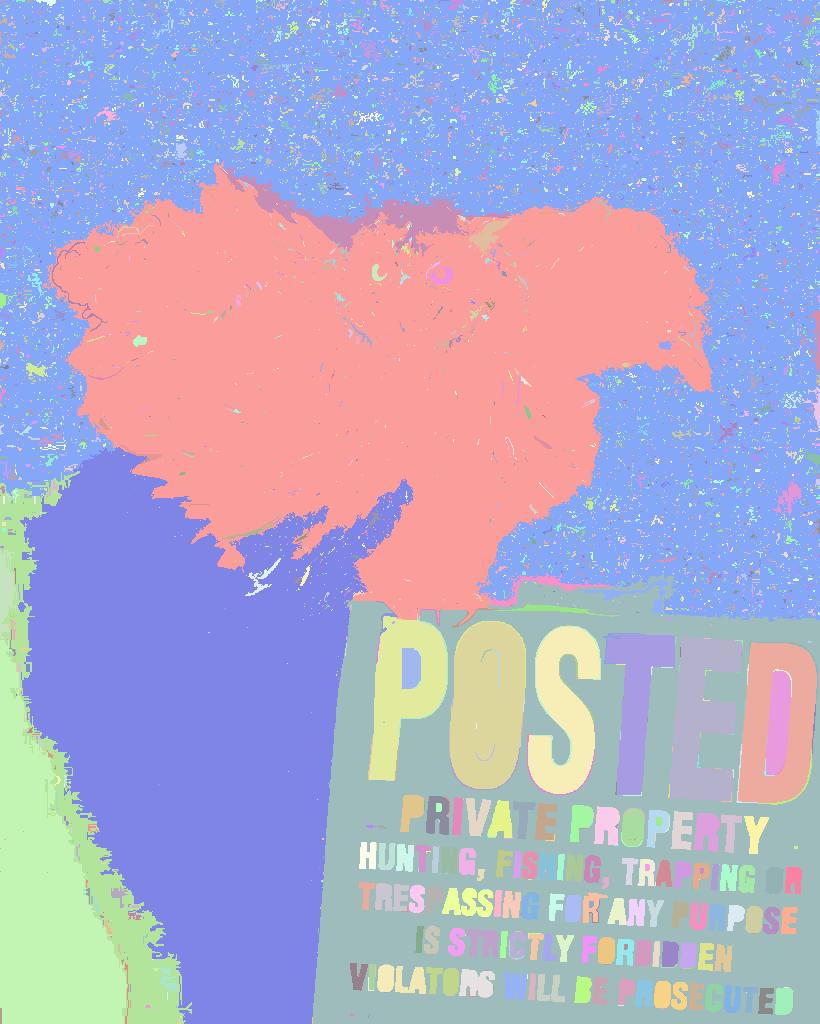 POSTED
PRIVATE PROPERTY
HUNTING, FISHING, TRAPPING OR
TRESPASSING FOR ANY PURPOSE
IS STRICTLY FORBIDDEN
VIOLATORS WILL BE PROSECUTED